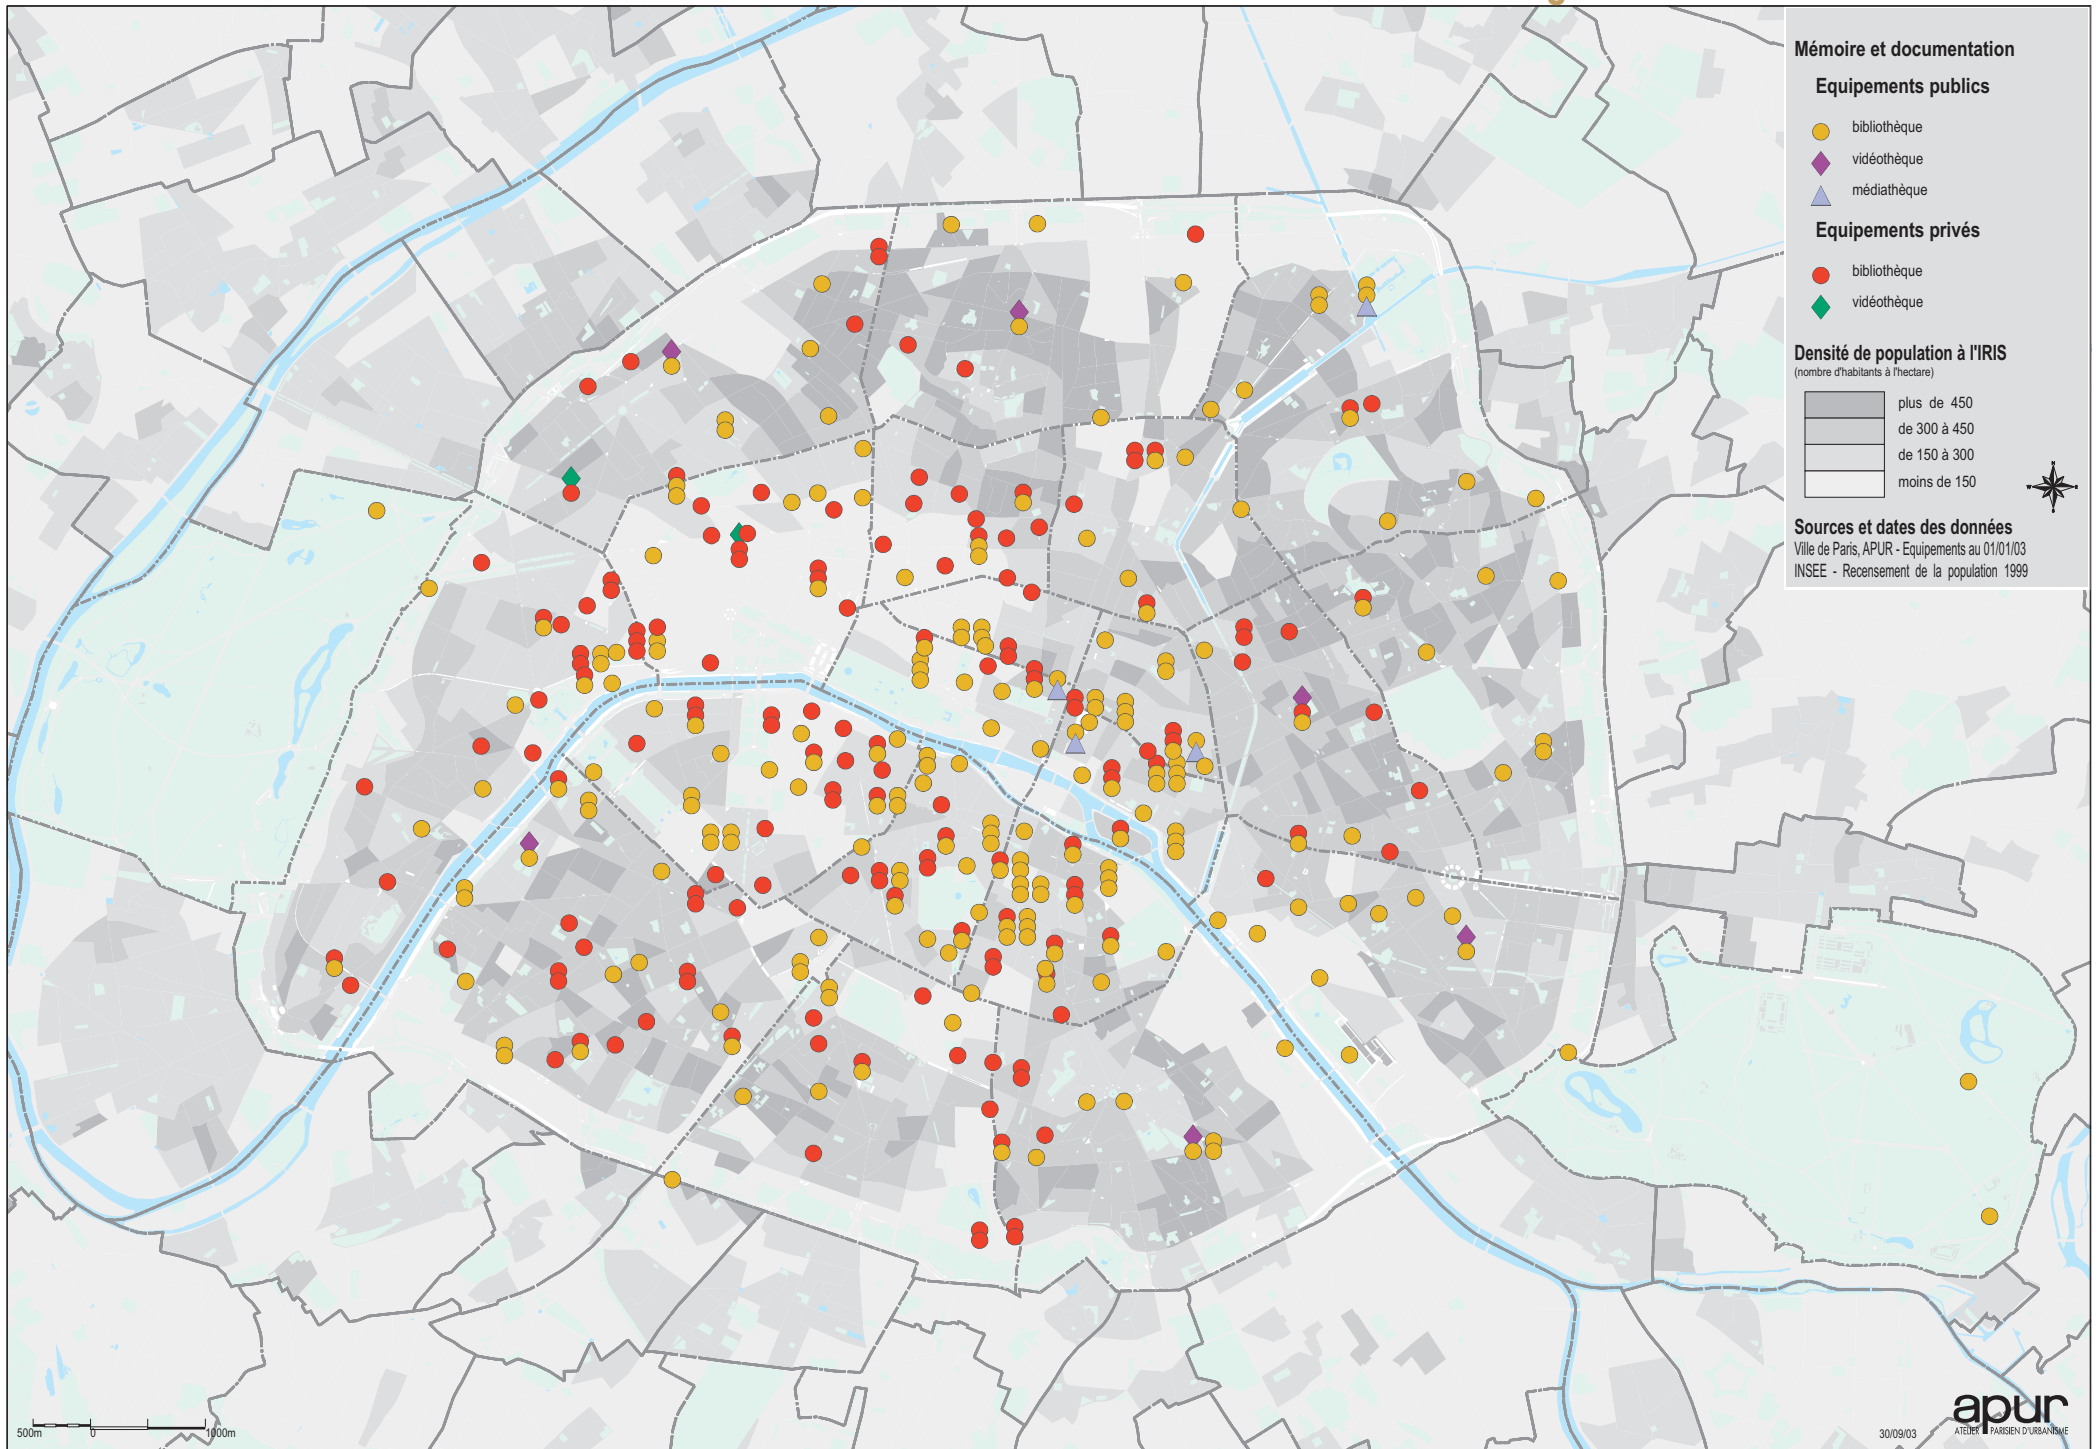 Mémoire et documentation
Equipements publics
bibliothèque
vidéothèque
médiathèque
Equipements privés
bibliothèque
vidéothèque
Densité de population à l'IRIS
(nombre d'habitants à l'hectare)
plus de 450
de 300 à 450
de 150 à 300
moins de 150
Sources et dates des données
Ville de Paris, APUR - Equipements au 01/01/03
INSEE - Recensement de la population 1999
500m 0 1000m
30/09/03
apur
ATELIER PARISIEN D'URBANISME